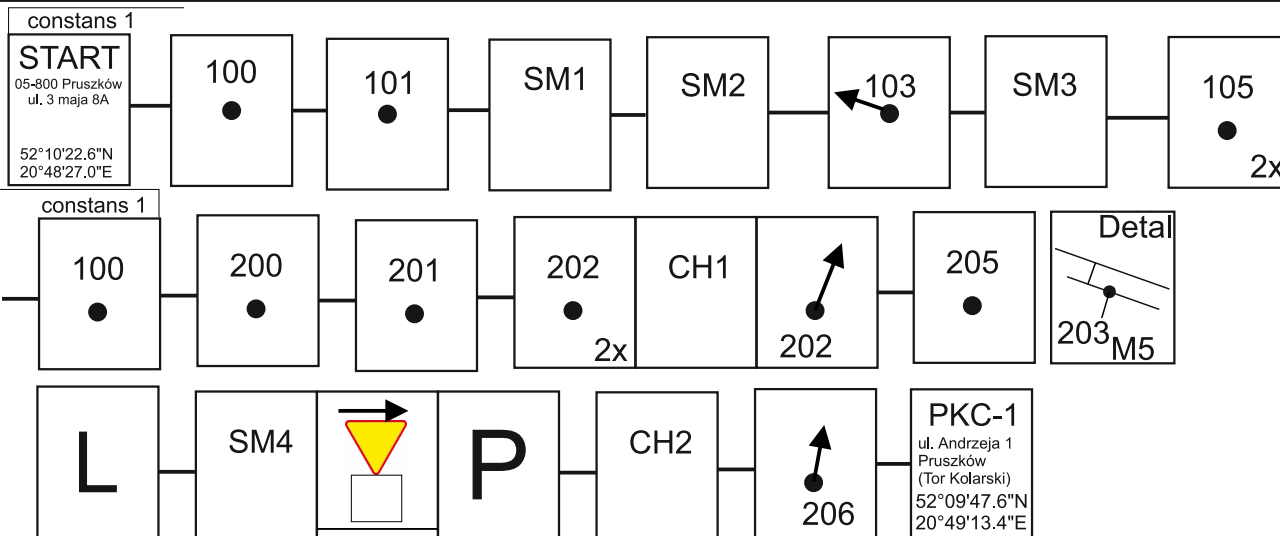 constans 1
START
05-800 Pruszków
ul. 3 maja 8A
52°10'22.6"N
20°48'27.0"E
100
101
SM1
SM2
103
SM3
105
2x
constans 1
100
200
201
202
2x
CH1
202
205
Detal
203
M5
L
SM4
P
CH2
206
PKC-1
ul. Andrzeja 1
Pruszków
(Tor Kolarski)
52°09'47.6"N
20°49'13.4"E